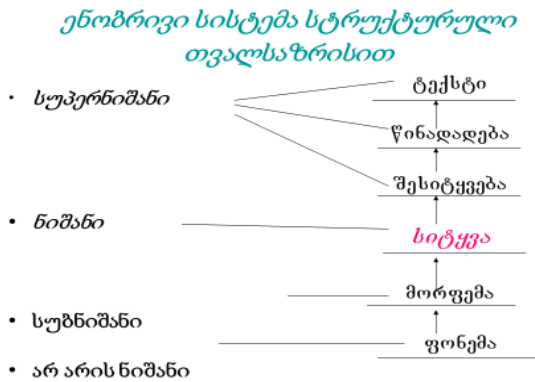 ენობრივი სისტემა სტრუქტურული
თვალსაზრისით
• სუპერნიშანი
ტექსტი
წინადადება
შესიტყვება
• ნიშანი
სიტყვა
მორფემა
• სუბნიშანი
ფონემა
• არ არის ნიშანი